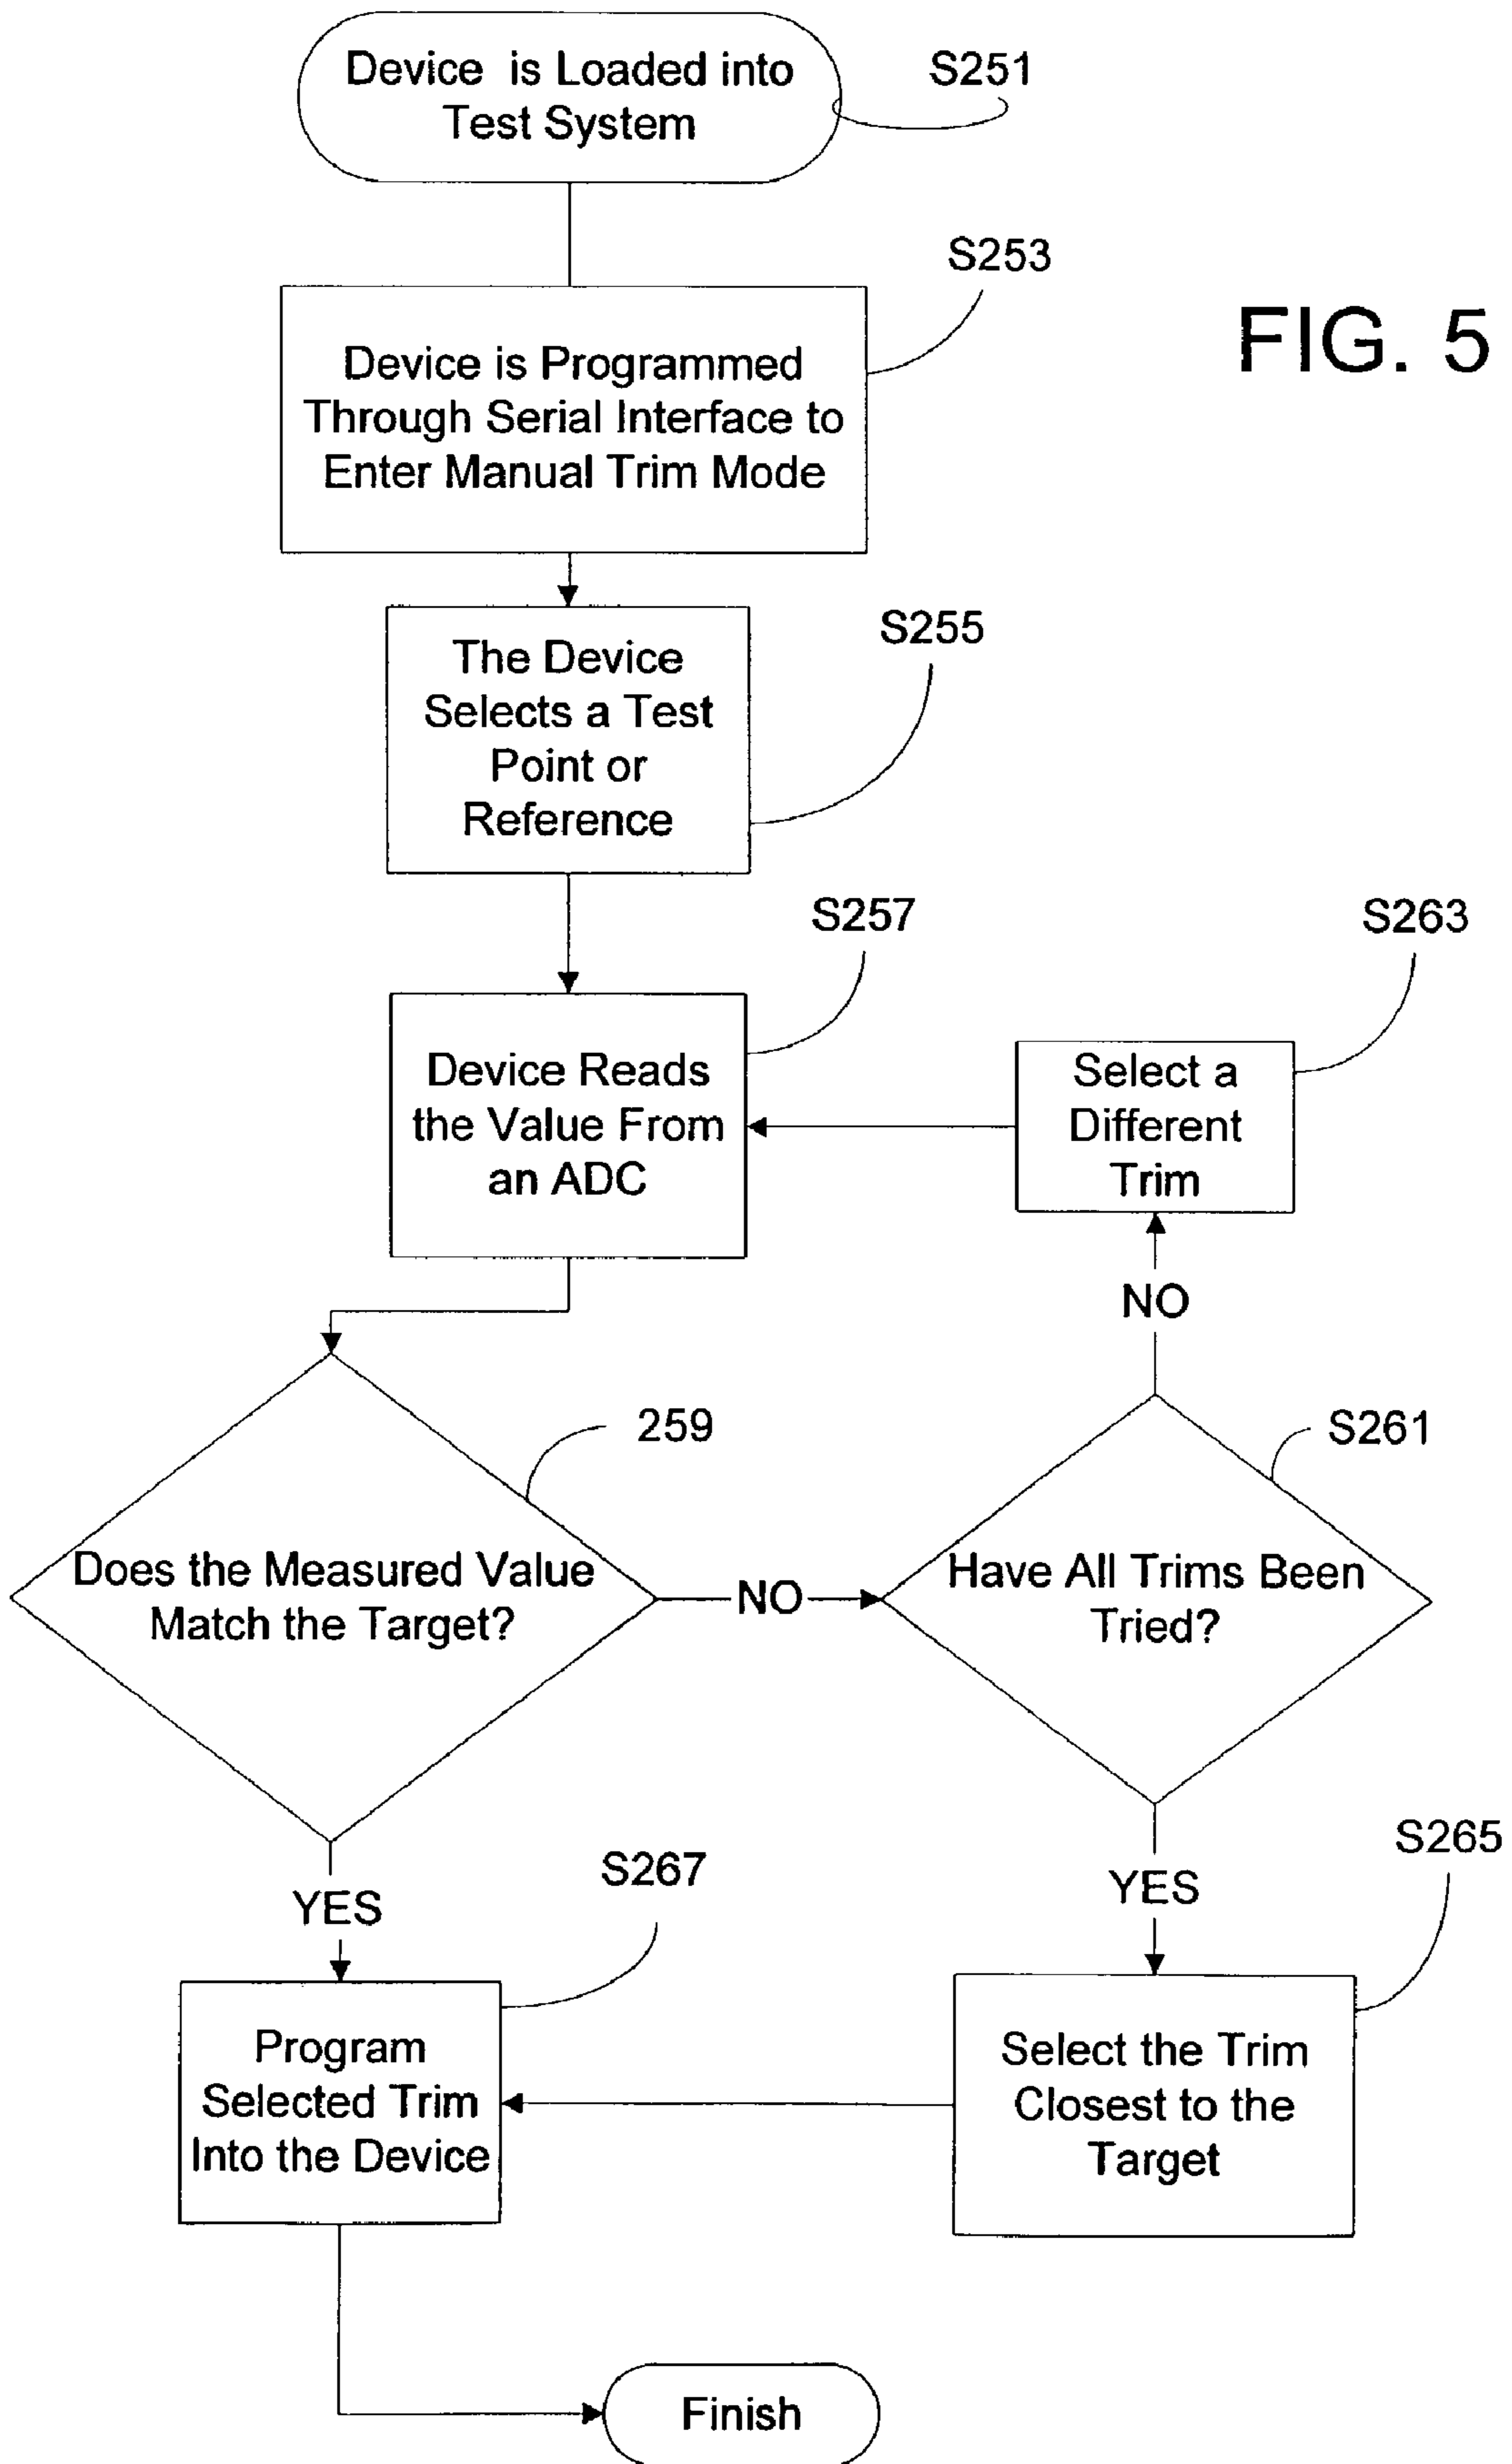 Device is Loaded into
Test System
S251
S253
FIG. 5
Device is Programmed
Through Serial Interface to
Enter Manual Trim Mode
S255
The Device
Selects a Test
Point or
Reference
S257
S263
Device Reads
the Value From
an ADC
Select a
Different
Trim
NO
259
S261
Does the Measured Value
Match the Target?
NO
Have All Trims Been
Tried?
S267
S265
YES
YES
Program
Selected Trim
Into the Device
Select the Trim
Closest to the
Target
Finish